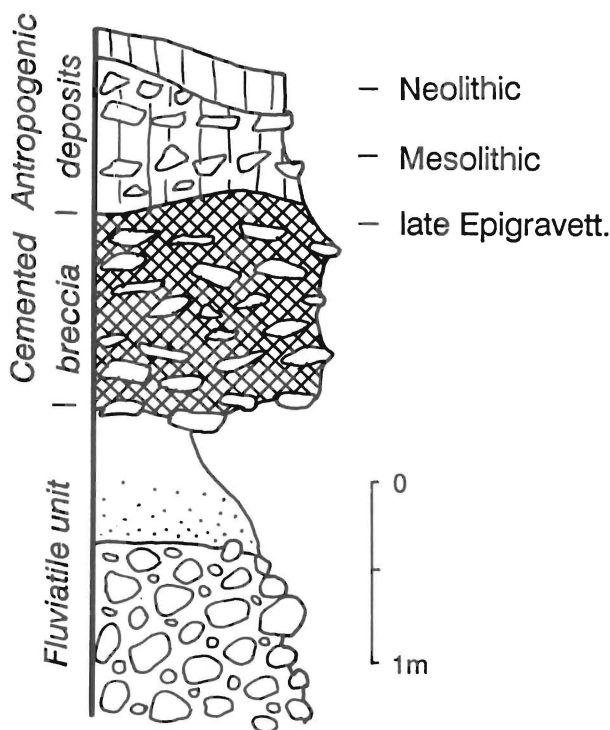 Antropogenic
deposits
Cemented
breccia
Fluviatile unit
Neolithic
Mesolithic
late Epigravett.
0
1m